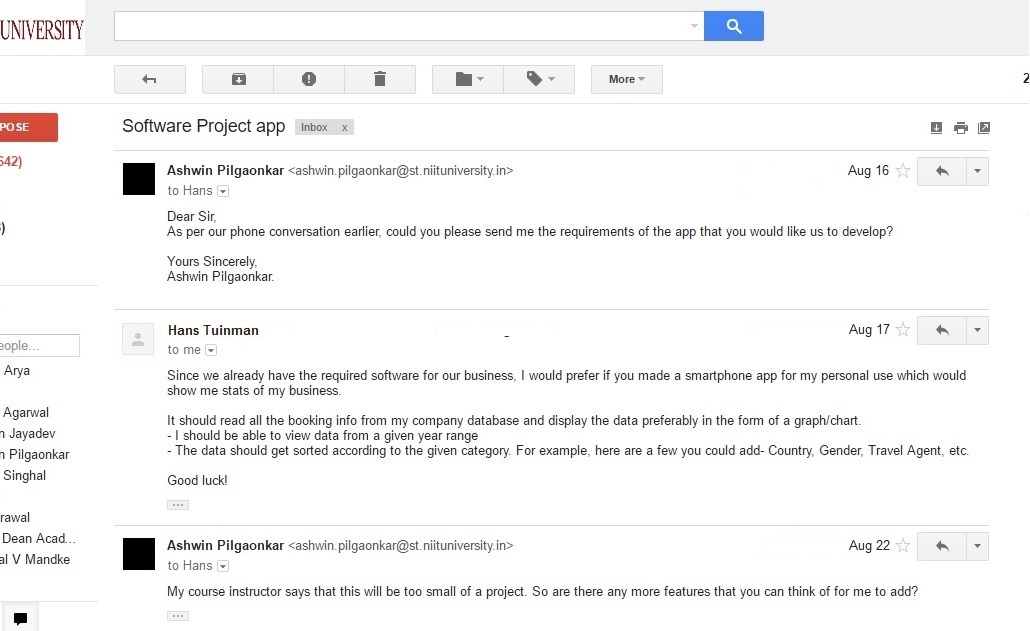 UNIVERSITY
More
2
POSE
Software Project app
Inbox x
642)
Ashwin Pilgaonkar <ashwin.pilgaonkar@st.niituniversity.in>
Aug 16
to Hans
Dear Sir,
As per our phone conversation earlier, could you please send me the requirements of the app that you would like us to develop?
)
Yours Sincerely,
Ashwin Pilgaonkar.
Hans Tuinman
-
Aug 17
to me
eople...
Since we already have the required software for our business, I would prefer if you made a smartphone app for my personal use which would
show me stats of my business.
It should read all the booking info from my company database and display the data preferably in the form of a graph/chart.
- I should be able to view data from a given year range
- The data should get sorted according to the given category. For example, here are a few you could add- Country, Gender, Travel Agent, etc.
Good luck!
...
Arya
Agarwal
n Jayadev
n Pilgaonkar
Singhal
rawal
Dean Acad...
al V Mandke
Ashwin Pilgaonkar <ashwin.pilgaonkar@st.niituniversity.in>
Aug 22
to Hans
My course instructor says that this will be too small of a project. So are there any more features that you can think of for me to add?
...